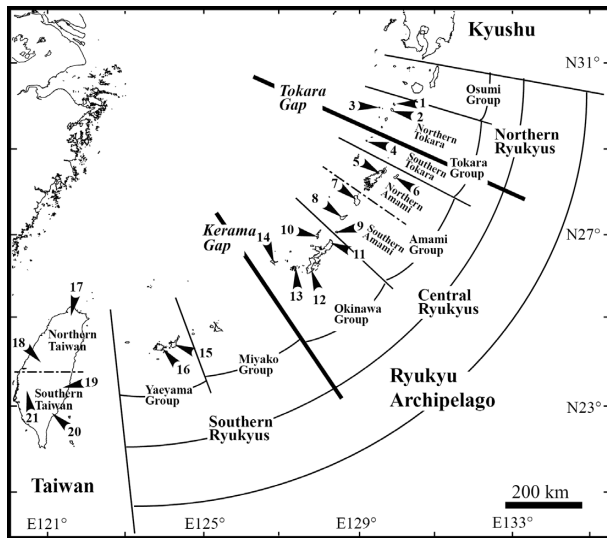 Kyushu
N31°
Tokara
Gap
Osumi
Group
3
1
2
Northern
Tokara
Northern
Ryukyus
4
Southern
Tokara
Tokara
Group
5
6
7
Northern
Amami
8
9
Southern
Amami
Amami
Group
N27°
Kerama
Gap
10
11
14
13
12
Okinawa
Group
Central
Ryukyus
17
Northern
Taiwan
18
15
16
Miyako
Group
Yaeyama
Group
Ryukyu
Archipelago
19
Southern
Taiwan
21
20
Southern
Ryukyus
N23°
Taiwan
200 km
E121°
E125°
E129°
E133°